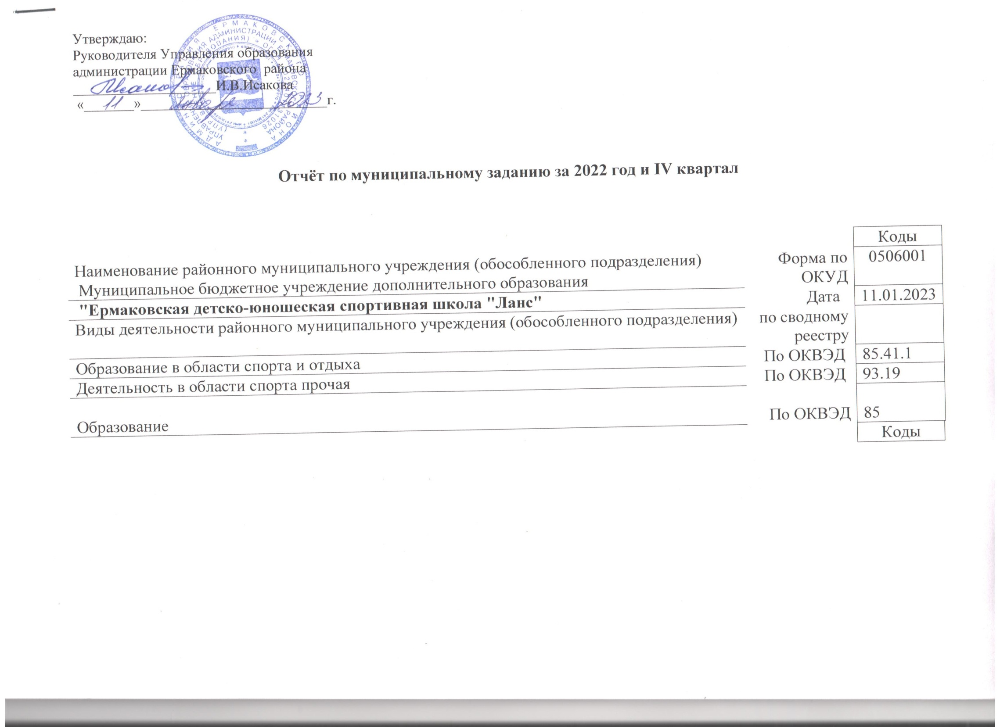 Утверждаю:
Руководителя Управления образования
администрации Ермаковского района
И.В.Исакова
« 11 » января 2023 г.
Отчёт по муниципальному заданию за 2022 год и IV квартал
Коды
Наименование районного муниципального учреждения (обособленного подразделения) Форма по ОКУД 0506001
Муниципальное бюджетное учреждение дополнительного образования
"Ермаковская детско-юношеская спортивная школа "Ланс" Дата 11.01.2023
Виды деятельности районного муниципального учреждения (обособленного подразделения) по сводному реестру
Образование в области спорта и отдыха По ОКВЭД 85.41.1
Деятельность в области спорта прочая По ОКВЭД 93.19
Образование По ОКВЭД 85
Коды